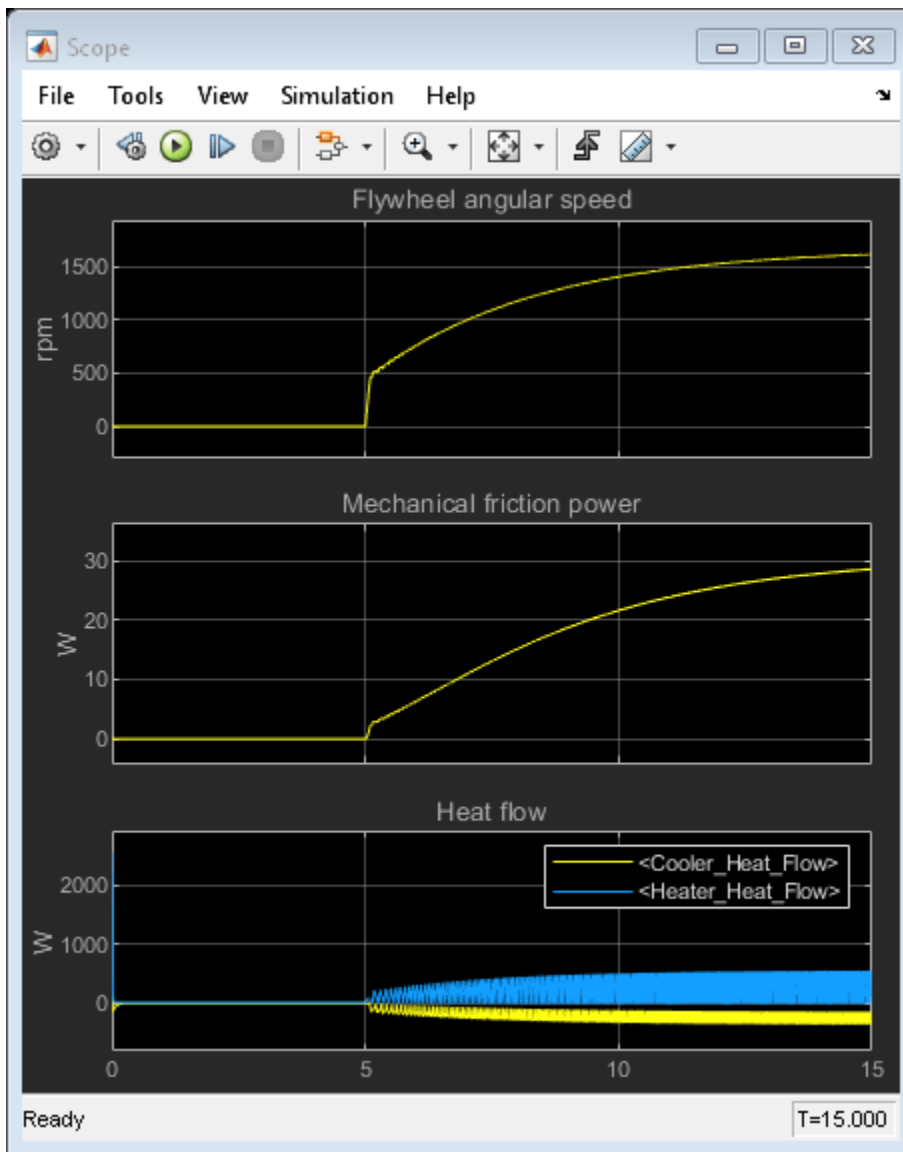 Scope
File Tools View Simulation Help
Flywheel angular speed
1500
1000
500
0
rpm
Mechanical friction power
30
20
10
0
W
Heat flow
<Cooler_Heat_Flow>
<Heater_Heat_Flow>
2000
1000
0
W
0 5 10 15
Ready T=15.000